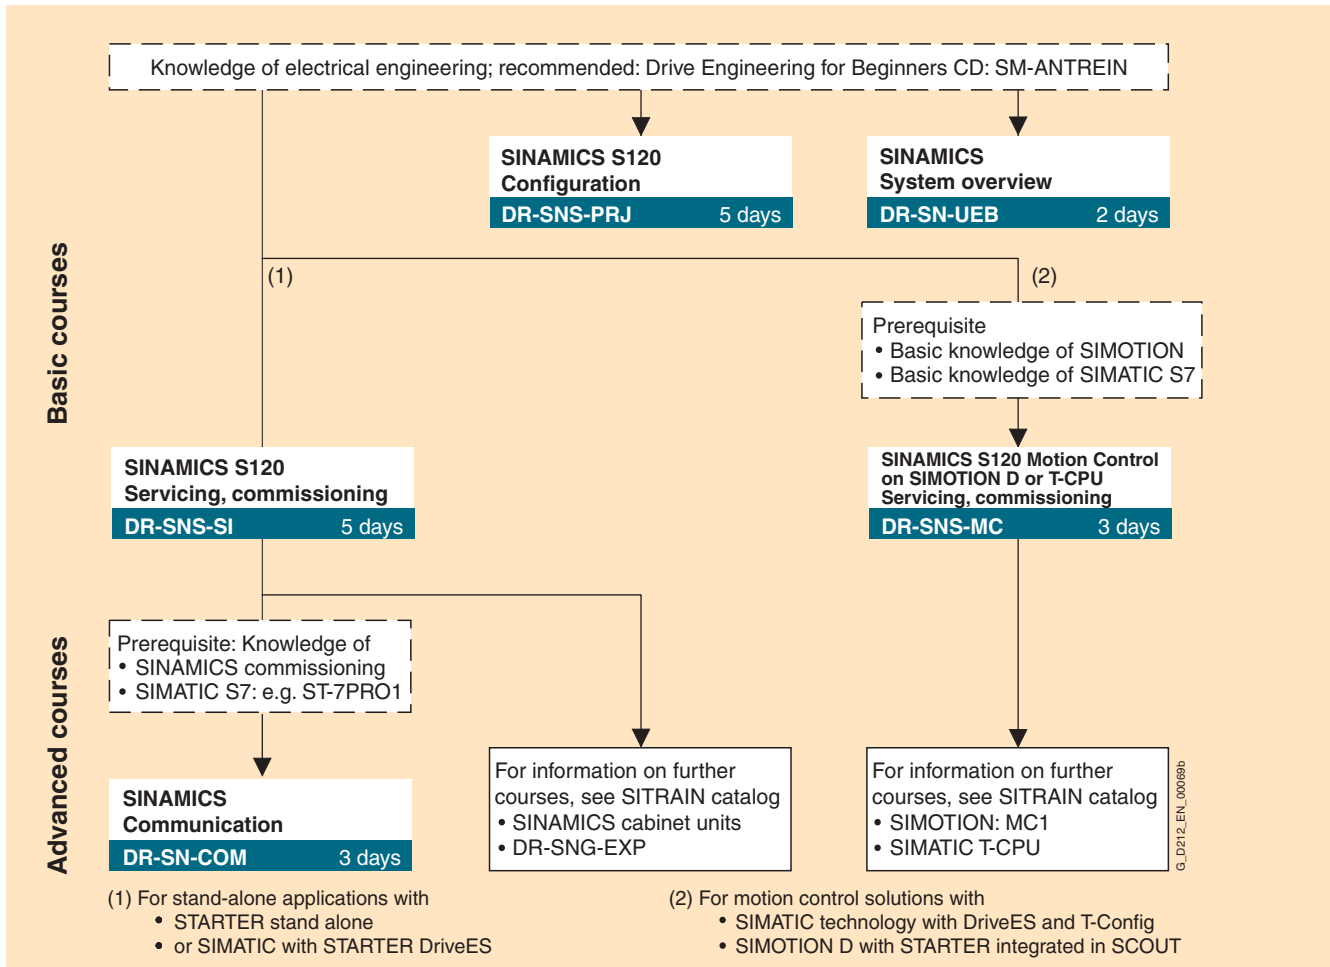 Knowledge of electrical engineering; recommended: Drive Engineering for Beginners CD: SM-ANTREIN
SINAMICS S120
Configuration
DR-SNS-PRJ 5 days
SINAMICS
System overview
DR-SN-UEB 2 days
Basic courses
(1)
(2)
Prerequisite
• Basic knowledge of SIMOTION
• Basic knowledge of SIMATIC S7
SINAMICS S120
Servicing, commissioning
DR-SNS-SI 5 days
SINAMICS S120 Motion Control
on SIMOTION D or T-CPU
Servicing, commissioning
DR-SNS-MC 3 days
Advanced courses
Prerequisite: Knowledge of
• SINAMICS commissioning
• SIMATIC S7: e.g. ST-7PRO1
SINAMICS
Communication
DR-SN-COM 3 days
For information on further
courses, see SITRAIN catalog
• SINAMICS cabinet units
• DR-SNG-EXP
For information on further
courses, see SITRAIN catalog
• SIMOTION: MC1
• SIMATIC T-CPU
G_D212_EN_00069b
(1) For stand-alone applications with
• STARTER stand alone
• or SIMATIC with STARTER DriveES
(2) For motion control solutions with
• SIMATIC technology with DriveES and T-Config
• SIMOTION D with STARTER integrated in SCOUT